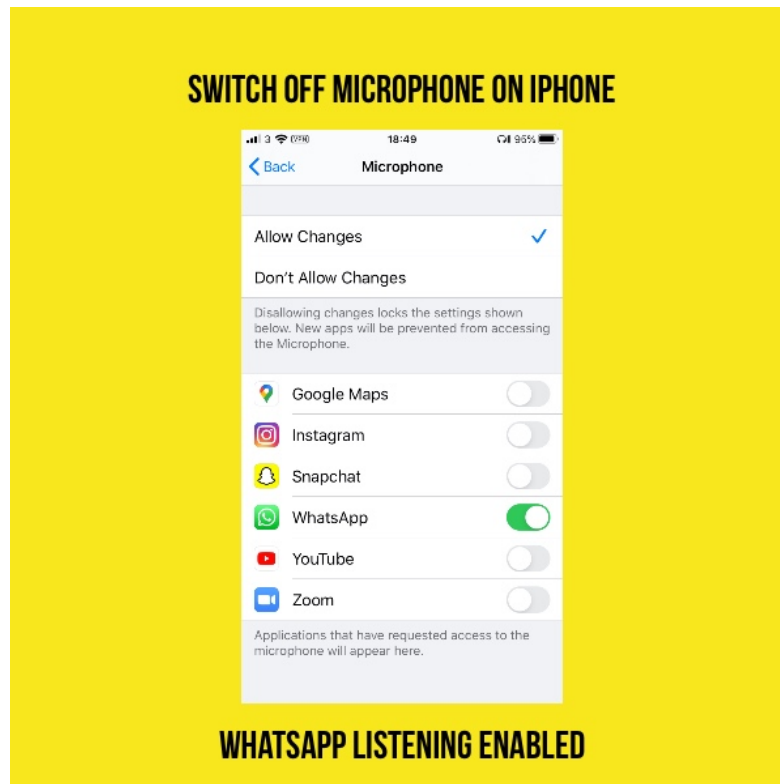 SWITCH OFF MICROPHONE ON IPHONE
3 18:49 95%
Back Microphone
Allow Changes
Don't Allow Changes
Disallowing changes locks the settings shown
below. New apps will be prevented from accessing
the Microphone.
Google Maps
Instagram
Snapchat
WhatsApp
YouTube
Zoom
Applications that have requested access to the
microphone will appear here.
WHATSAPP LISTENING ENABLED